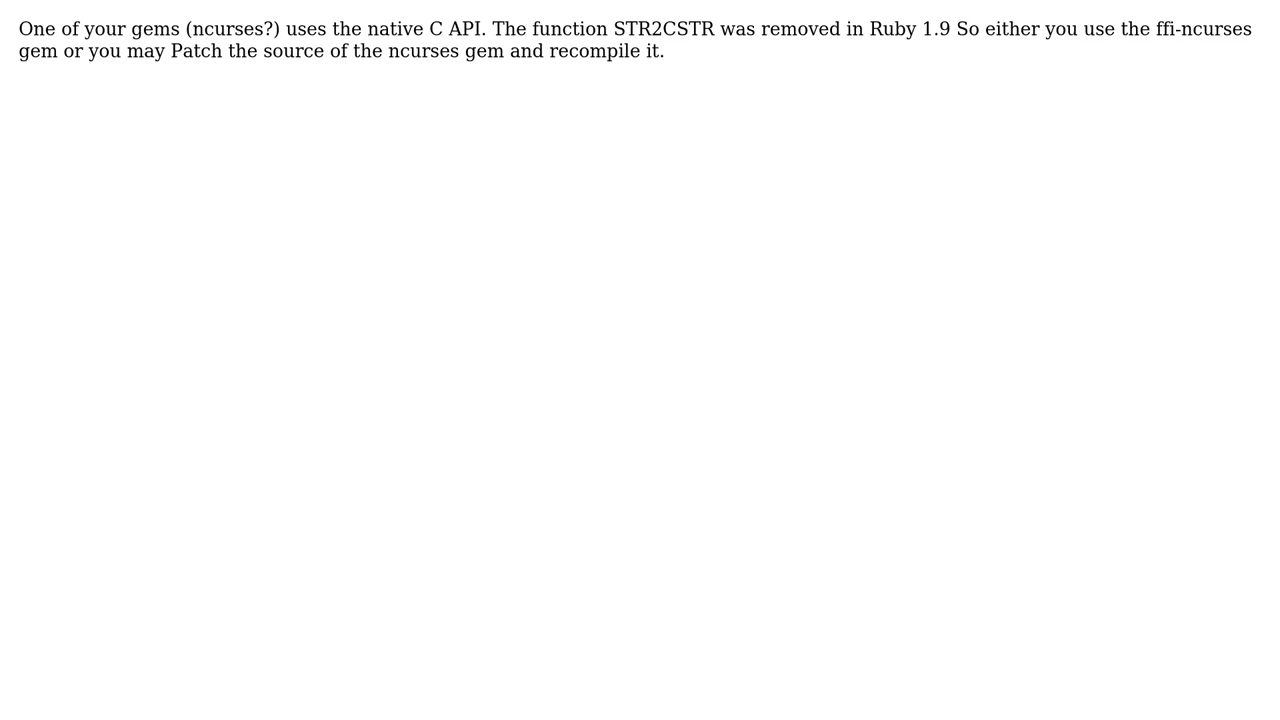 One of your gems (ncurses?) uses the native C API. The function STR2CSTR was removed in Ruby 1.9 So either you use the ffi-ncurses
gem or you may Patch the source of the ncurses gem and recompile it.